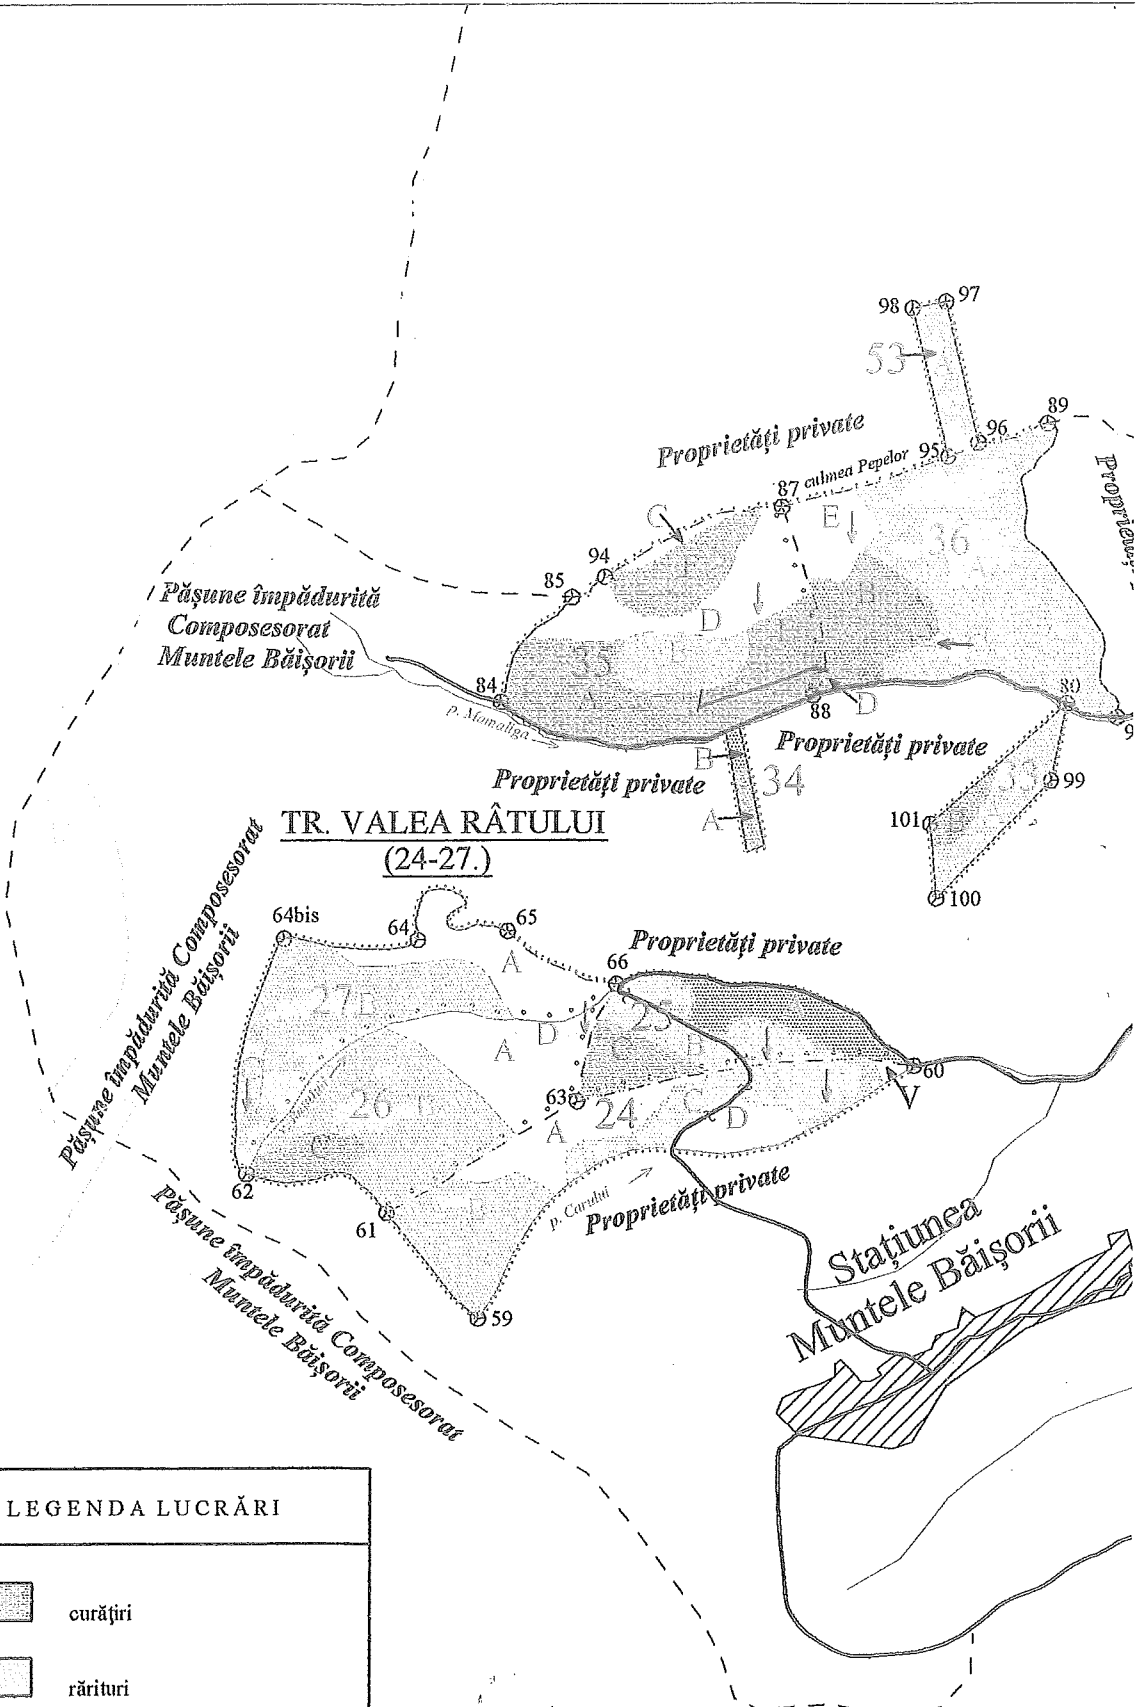 98
97
53
A
89
96
95
Proprietăți private
culmea Pepelor
87
C
E
36
A
94
85
F
B
D
Pășune împădurită
Composesorat
Muntele Băișorii
35
B
A
84
p. Mamaliga
88
D
80
Proprietăți private
Proprietăți private
B
34
A
33
99
101
B
A
100
TR. VALEA RÂTULUI
(24-27.)
Pășune împădurită Composesorat
Muntele Băișorii
64bis
64
65
A
66
Proprietăți private
27
B
D
A
25
A
C
B
60
V
26
B
63
24
A
C
D
C
62
61
B
p. Carului
Proprietăți private
59
Pășune împădurită Composesorat
Muntele Băișorii
Stațiunea
Muntele Băișorii
LEGENDA LUCRĂRI
curățiri
rărituri